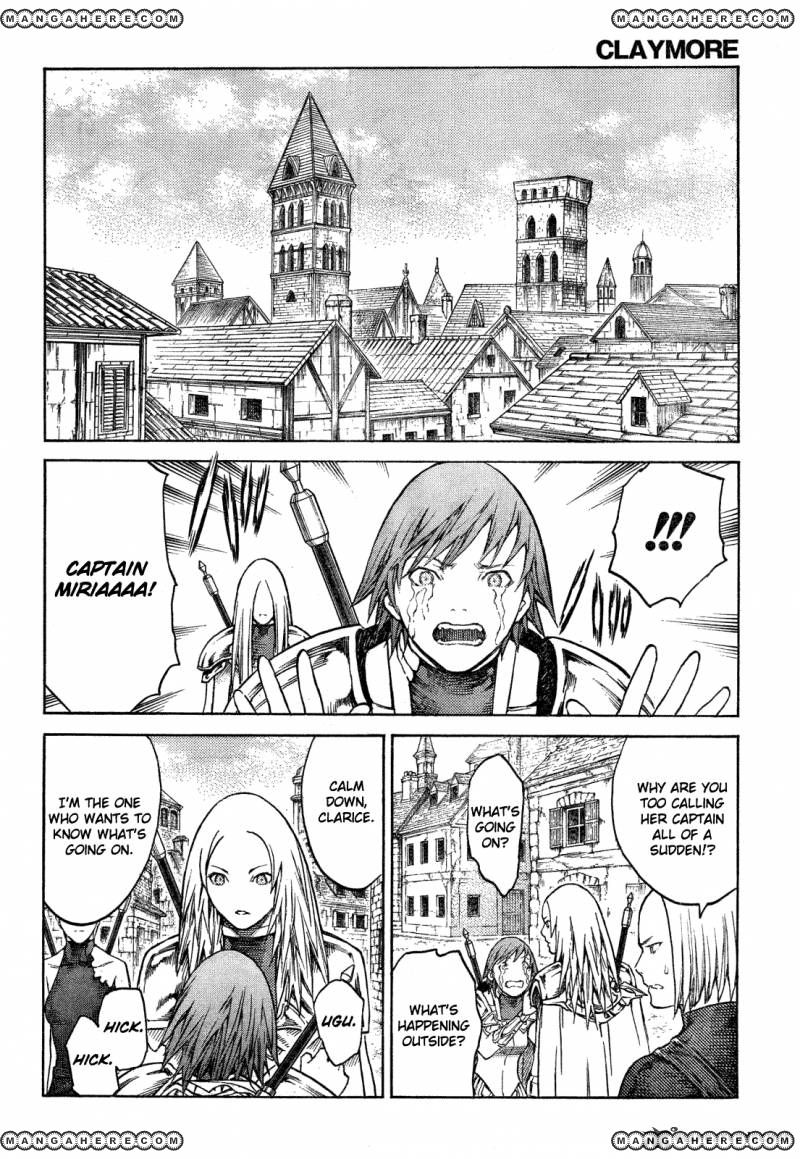 MANGAHERE.COM
MANGAHERE.COM
CLAYMORE
!!!
CAPTAIN
MIRIAAAA!
WHY ARE YOU
TOO CALLING
HER CAPTAIN
ALL OF A
SUDDEN!?
WHAT'S
GOING
ON?
WHAT'S
HAPPENING
OUTSIDE?
CALM
DOWN,
CLARICE.
I'M THE ONE
WHO WANTS TO
KNOW WHAT'S
GOING ON.
UGU.
HICK.
HICK.
MANGAHERE.COM
MANGAHERE.COM